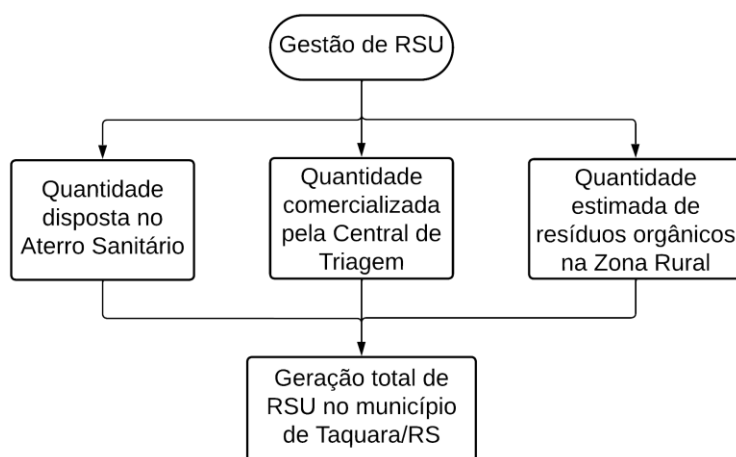 Gestão de RSU
Quantidade
disposta no
Aterro Sanitário
Quantidade
comercializada
pela Central de
Triagem
Quantidade
estimada de
resíduos orgânicos
na Zona Rural
Geração total de
RSU no município
de Taquara/RS